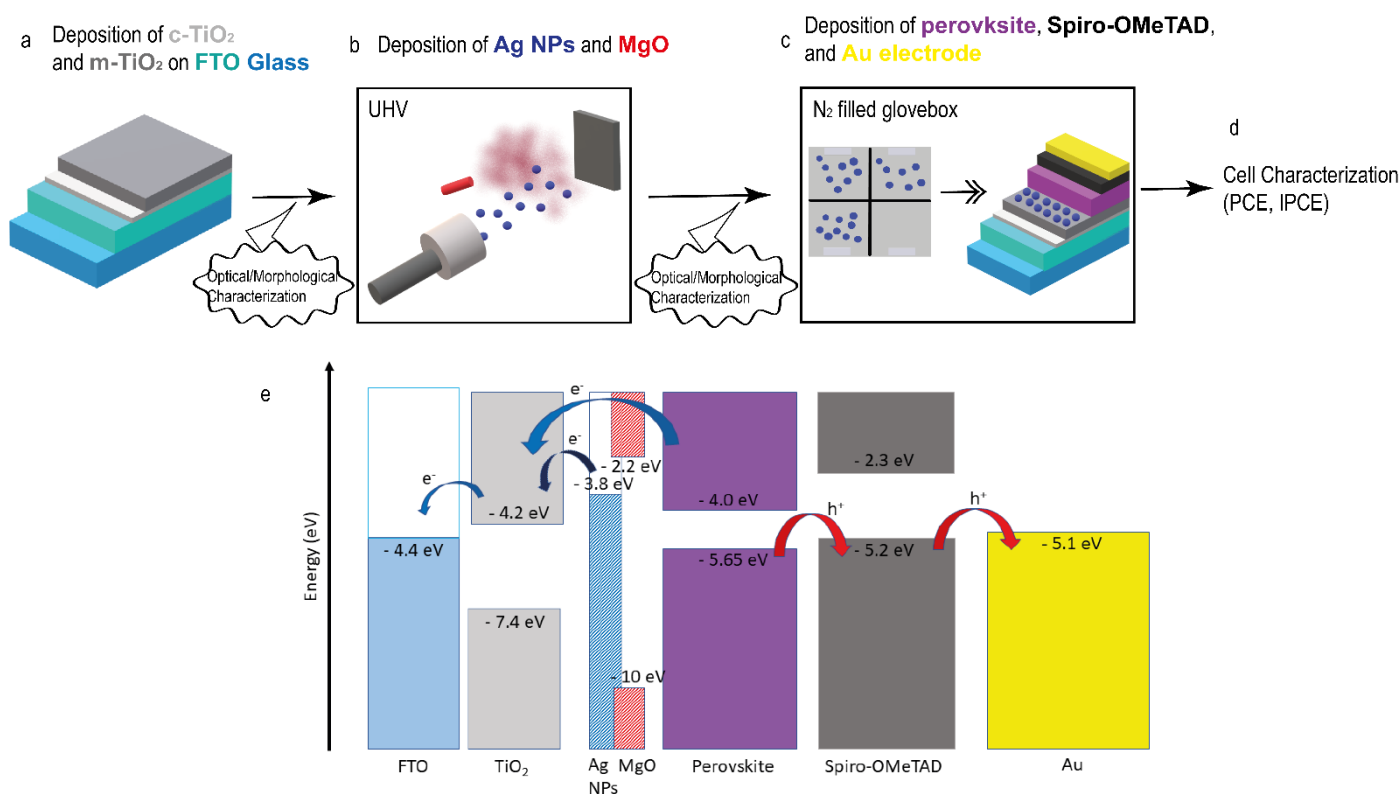 a Deposition of c-TiO₂
and m-TiO₂ on FTO Glass
b Deposition of Ag NPs and MgO
c Deposition of perovksite, Spiro-OMeTAD,
and Au electrode
UHV
N₂ filled glovebox
d
Cell Characterization
(PCE, IPCE)
Optical/Morphological
Characterization
Optical/Morphological
Characterization
e
Energy (eV)
e⁻
e⁻
e⁻
h⁺
h⁺
- 2.2 eV
- 2.3 eV
- 3.8 eV
- 4.0 eV
- 4.2 eV
- 4.4 eV
- 5.65 eV
- 5.2 eV
- 5.1 eV
- 7.4 eV
- 10 eV
FTO
TiO₂
Ag
NPs
MgO
Perovskite
Spiro-OMeTAD
Au